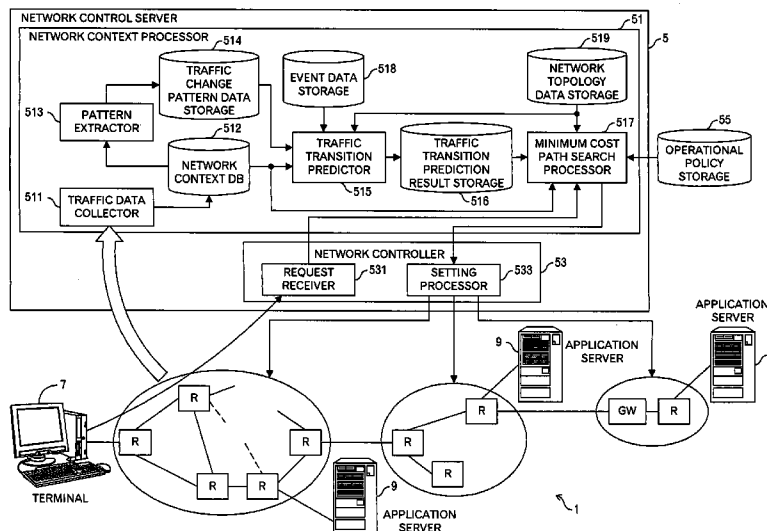 NETWORK CONTROL SERVER
51
NETWORK CONTEXT PROCESSOR
5
514
519
TRAFFIC
CHANGE
PATTERN DATA
STORAGE
EVENT DATA
STORAGE
518
NETWORK
TOPOLOGY
DATA STORAGE
513
PATTERN
EXTRACTOR
512
517
55
NETWORK
CONTEXT DB
TRAFFIC
TRANSITION
PREDICTOR
515
TRAFFIC
TRANSITION
PREDICTION
RESULT STORAGE
516
MINIMUM COST
PATH SEARCH
PROCESSOR
OPERATIONAL
POLICY
STORAGE
511
TRAFFIC DATA
COLLECTOR
NETWORK CONTROLLER
53
REQUEST
RECEIVER
531
SETTING
PROCESSOR
533
APPLICATION
SERVER
9
APPLICATION
SERVER
7
R
R
R
R
R
R
R
R
GW
R
TERMINAL
9
APPLICATION
SERVER
1